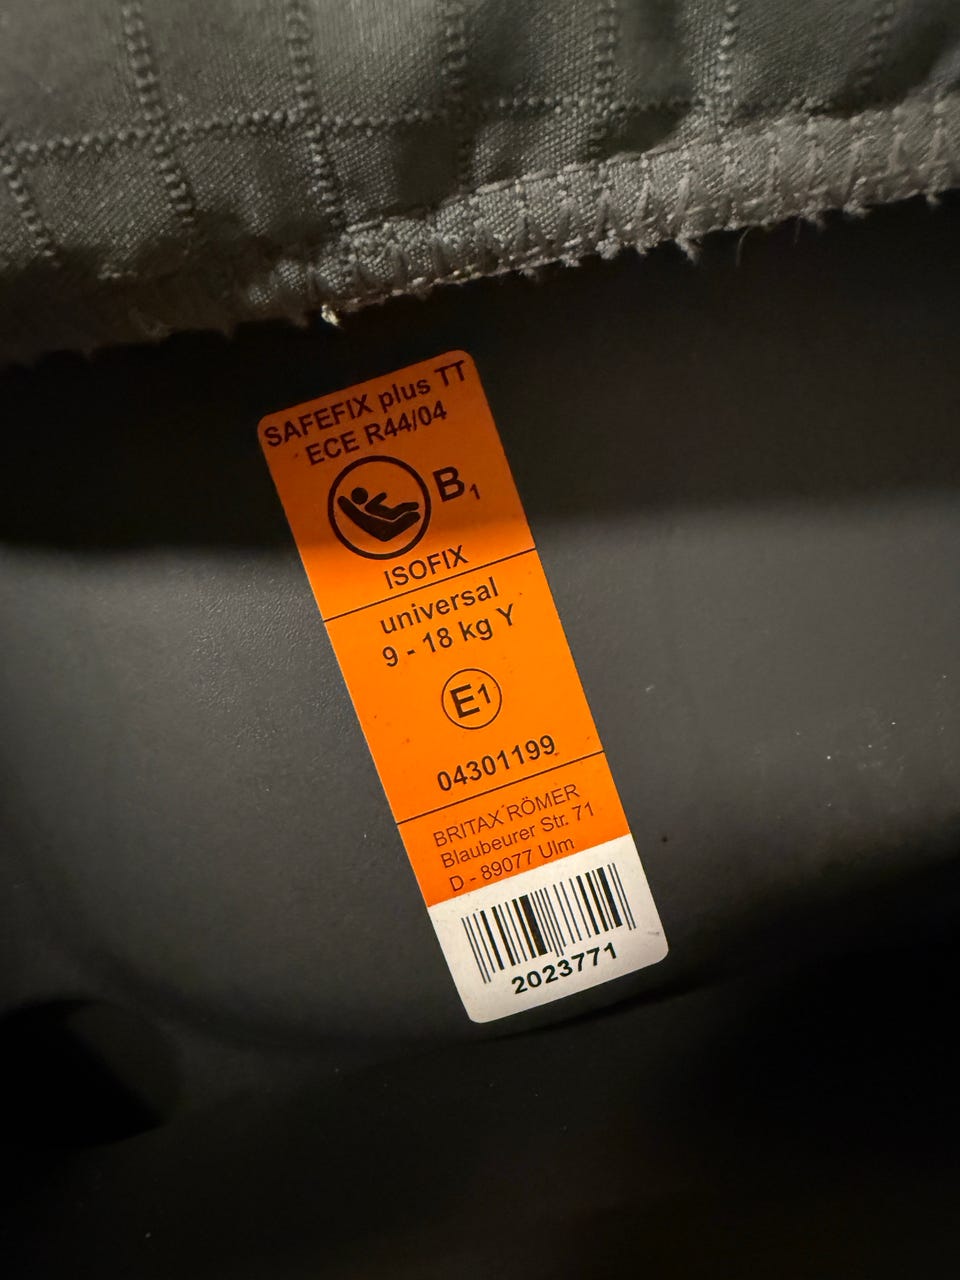 SAFEFIX plus TT
ECE R44/04
B1
ISOFIX
universal
9 - 18 kg Y
E1
04301199
BRITAX RÖMER
Blaubeurer Str. 71
D - 89077 Ulm
2023771